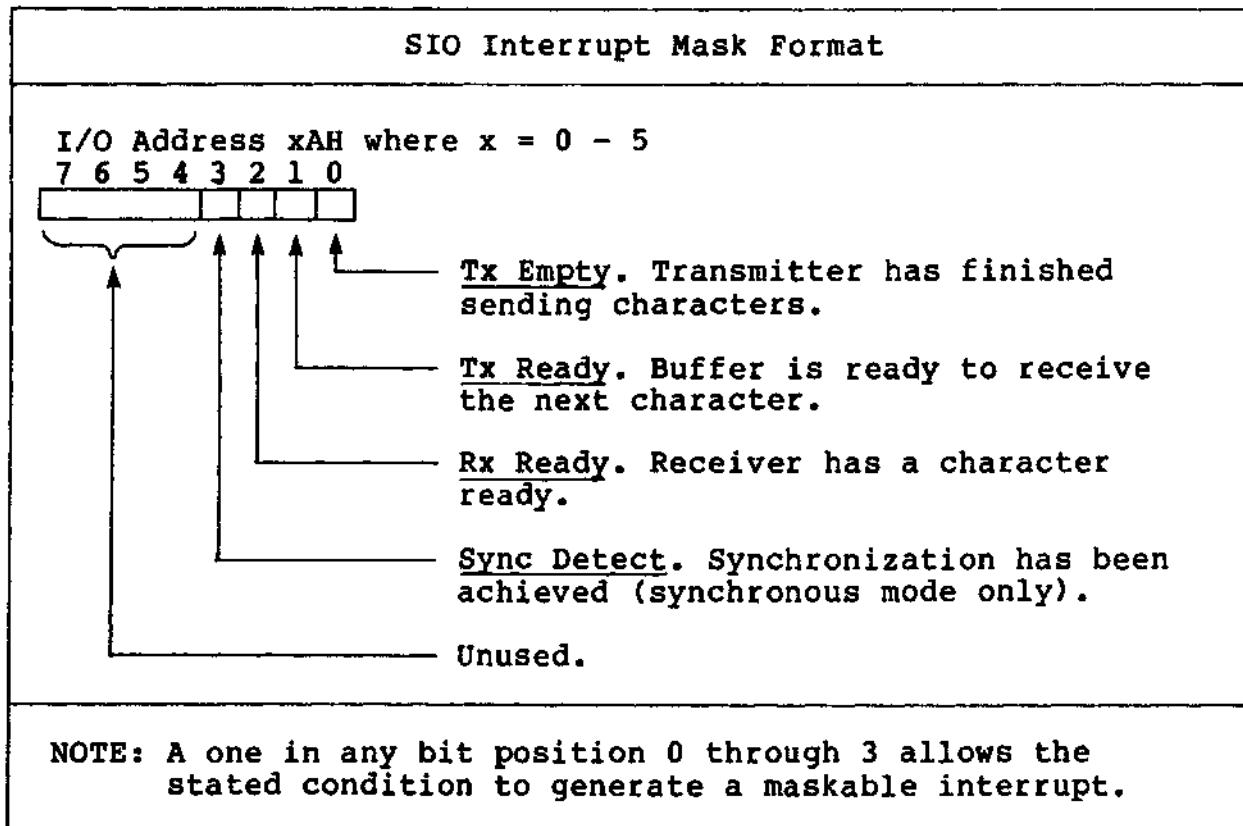 SIO Interrupt Mask Format
I/O Address xAH where x = 0 - 5
7 6 5 4 3 2 1 0
Tx Empty. Transmitter has finished
sending characters.
Tx Ready. Buffer is ready to receive
the next character.
Rx Ready. Receiver has a character
ready.
Sync Detect. Synchronization has been
achieved (synchronous mode only).
Unused.
NOTE: A one in any bit position 0 through 3 allows the
stated condition to generate a maskable interrupt.